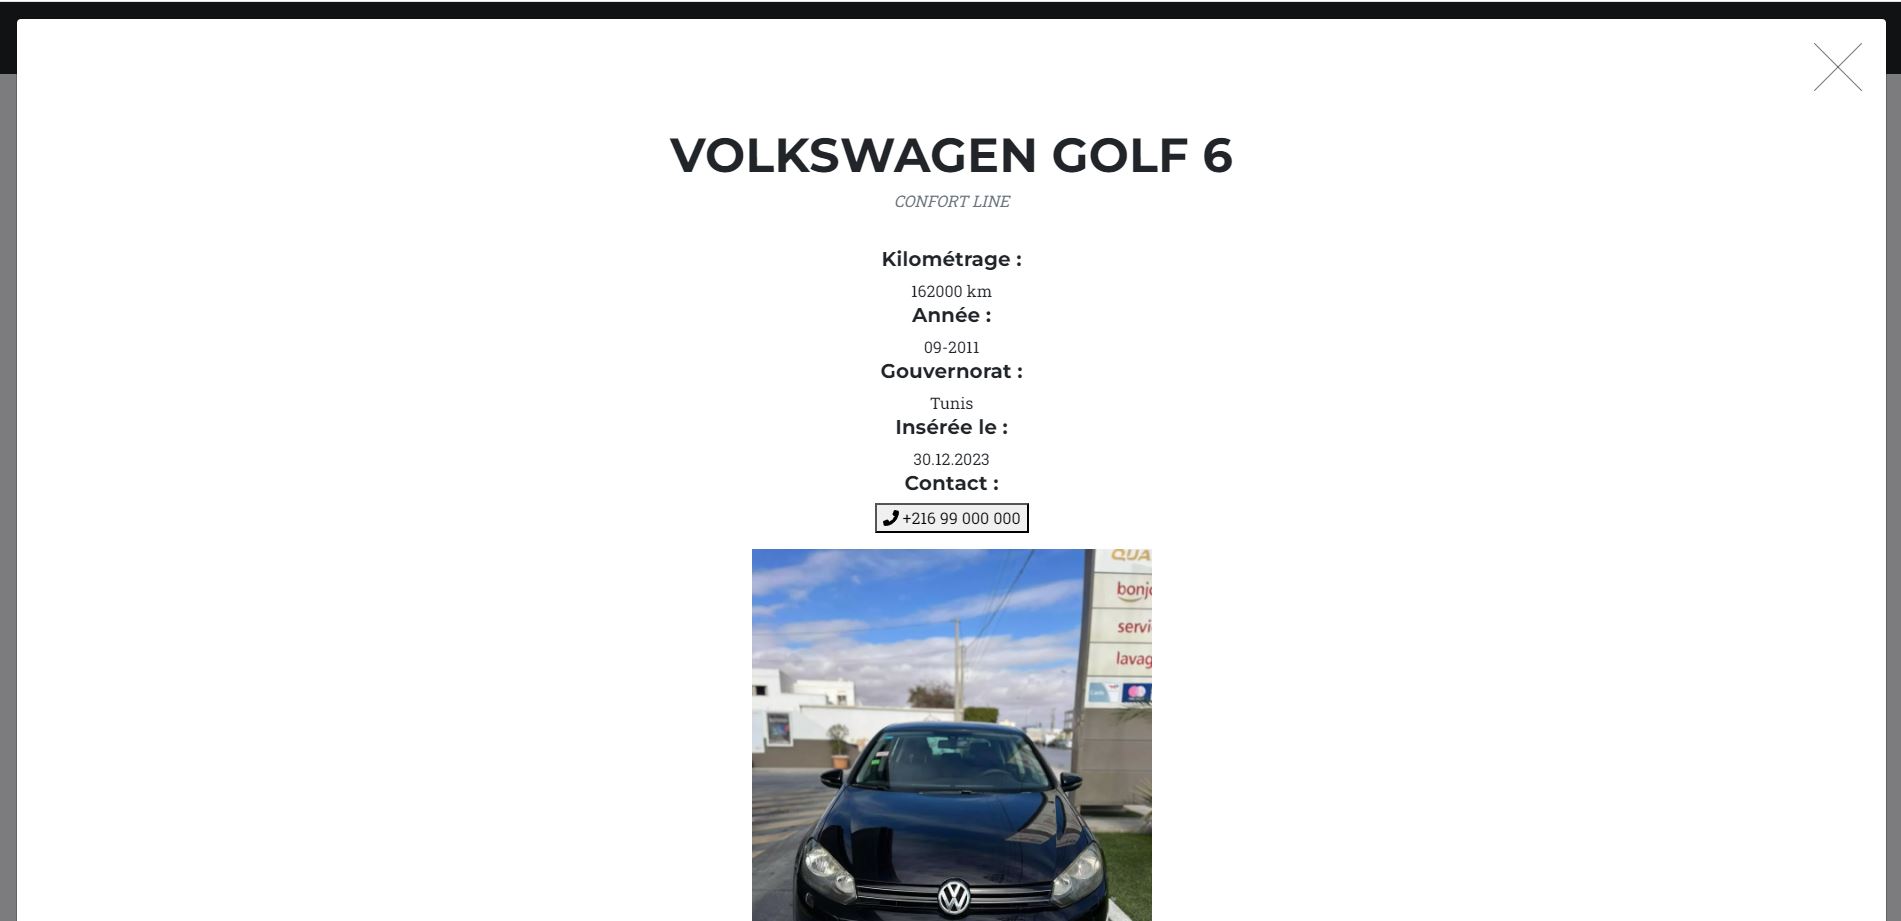 VOLKSWAGEN GOLF 6
CONFORT LINE
Kilométrage :
162000 km
Année :
09-2011
Gouvernorat :
Tunis
Insérée le :
30.12.2023
Contact :
+216 99 000 000
QUA
bonjo
servi
lavag